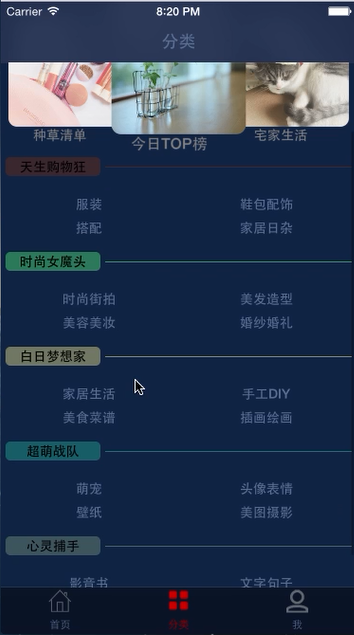 Carrier 8:20 PM
分类
种草清单 今日TOP榜 宅家生活
天生购物狂
服装 鞋包配饰
搭配 家居日杂
时尚女魔头
时尚街拍 美发造型
美容美妆 婚纱婚礼
白日梦想家
家居生活 手工DIY
美食菜谱 插画绘画
超萌战队
萌宠 头像表情
壁纸 美图摄影
心灵捕手
影音书 文字句子
首页 分类 我